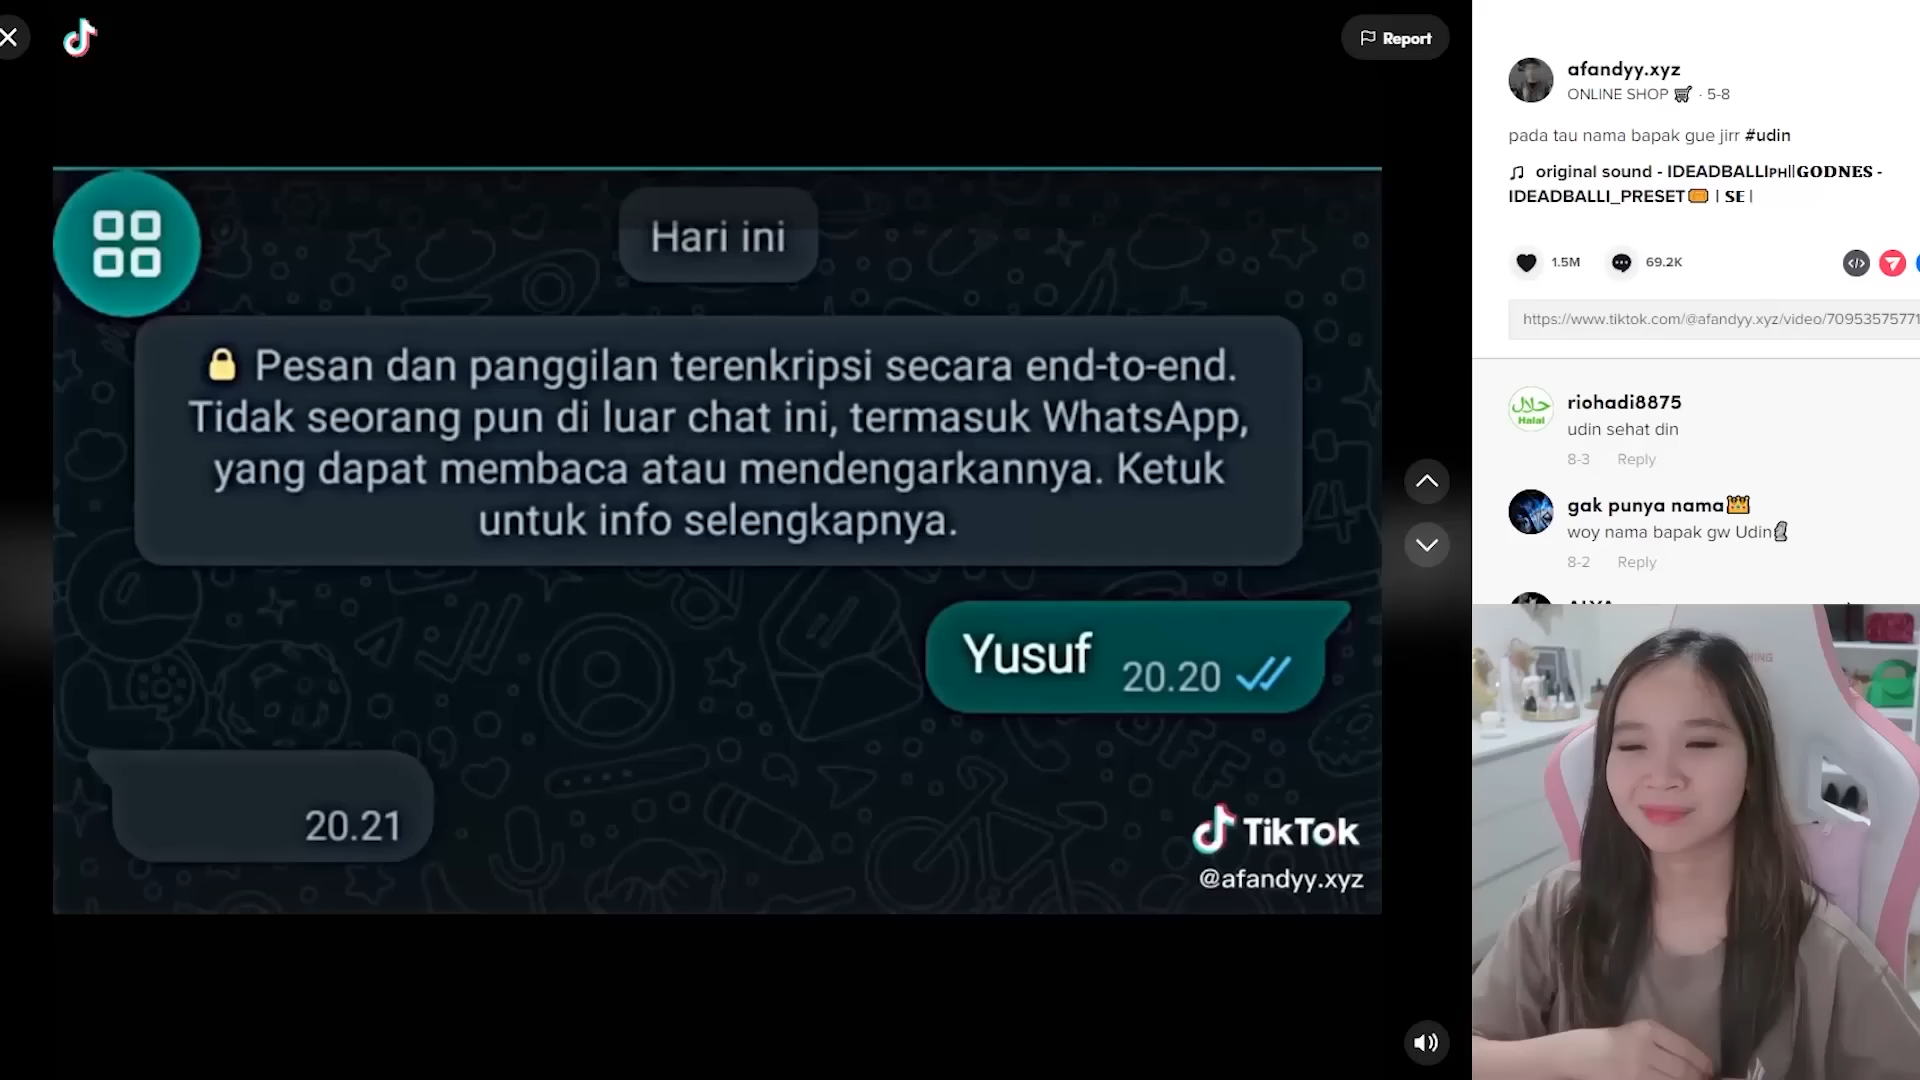 Report
Hari ini
🔒 Pesan dan panggilan terenkripsi secara end-to-end.
Tidak seorang pun di luar chat ini, termasuk WhatsApp,
yang dapat membaca atau mendengarkannya. Ketuk
untuk info selengkapnya.
Yusuf 20.20
20.21
TikTok
@afandyy.xyz
afandyy.xyz
ONLINE SHOP 🛒 · 5-8
pada tau nama bapak gue jirr #udin
original sound - IDEADBALLIᴘʜʟ||𝐆𝐎𝐃𝐍𝐄𝐒 -
IDEADBALLI_PRESET🎫 | 𝐒𝐄 |
1.5M 69.2K
https://www.tiktok.com/@afandyy.xyz/video/70953575771
riohadi8875
udin sehat din
8-3 Reply
gak punya nama👑
woy nama bapak gw Udin🗿
8-2 Reply